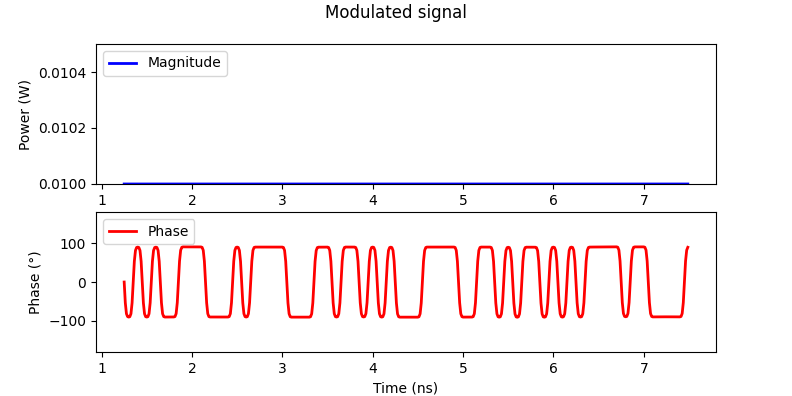 Modulated signal
Magnitude
Power (W)
0.0104
0.0102
0.0100
1 2 3 4 5 6 7
Phase
Phase (°)
100
0
−100
1 2 3 4 5 6 7
Time (ns)